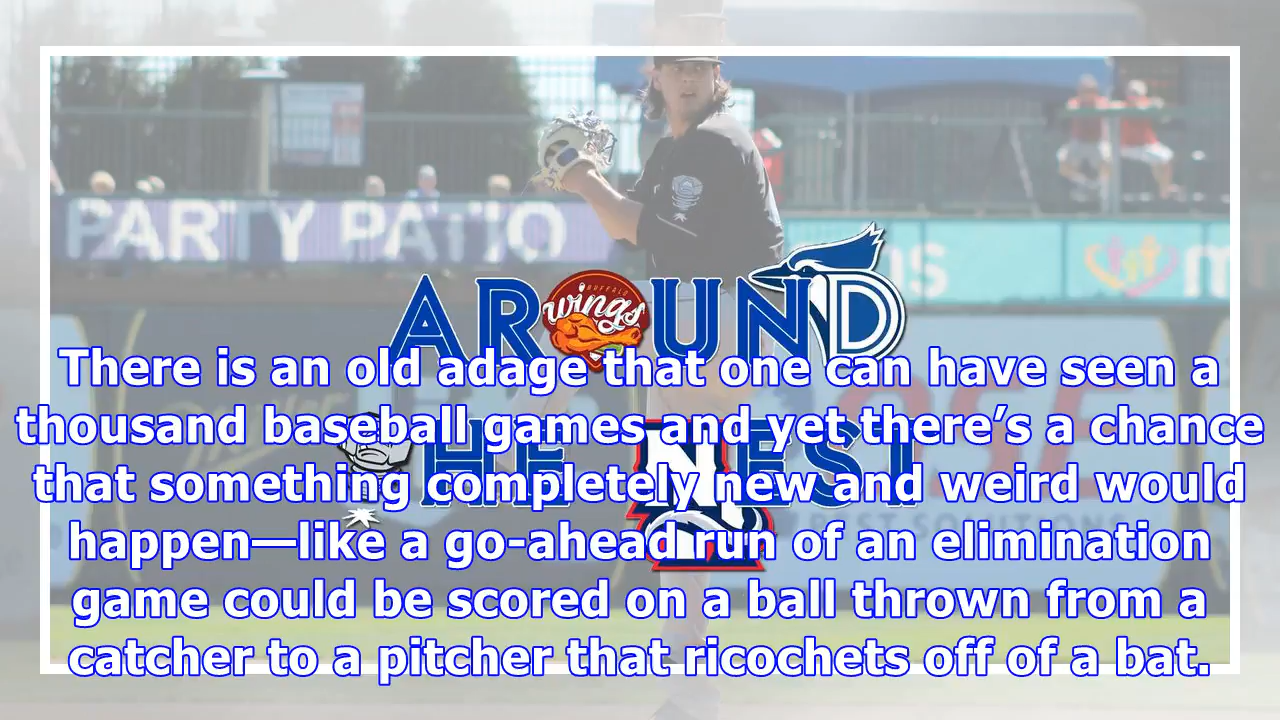 PARTY PATIO
BUFFALO
wings
AROUND
THE NEST
There is an old adage that one can have seen a
thousand baseball games and yet there’s a chance
that something completely new and weird would
happen—like a go-ahead run of an elimination
game could be scored on a ball thrown from a
catcher to a pitcher that ricochets off of a bat.